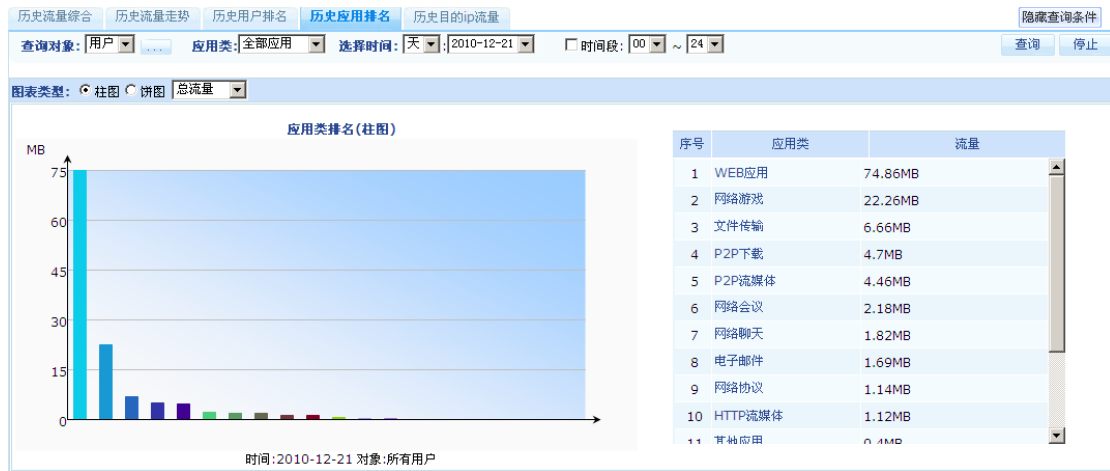 历史流量综合 历史流量走势 历史用户排名 历史应用排名 历史目的ip流量 隐藏查询条件
查询对象: 用户 .... 应用类: 全部应用 选择时间: 天 : 2010-12-21 时间段: 00 ~ 24 查询 停止
图表类型: 柱图 饼图 总流量
应用类排名(柱图)
MB
75
60
45
30
15
0
时间:2010-12-21 对象:所有用户
序号 应用类 流量
1 WEB应用 74.86MB
2 网络游戏 22.26MB
3 文件传输 6.66MB
4 P2P下载 4.7MB
5 P2P流媒体 4.46MB
6 网络会议 2.18MB
7 网络聊天 1.82MB
8 电子邮件 1.69MB
9 网络协议 1.14MB
10 HTTP流媒体 1.12MB
11 其他应用 0.4MB